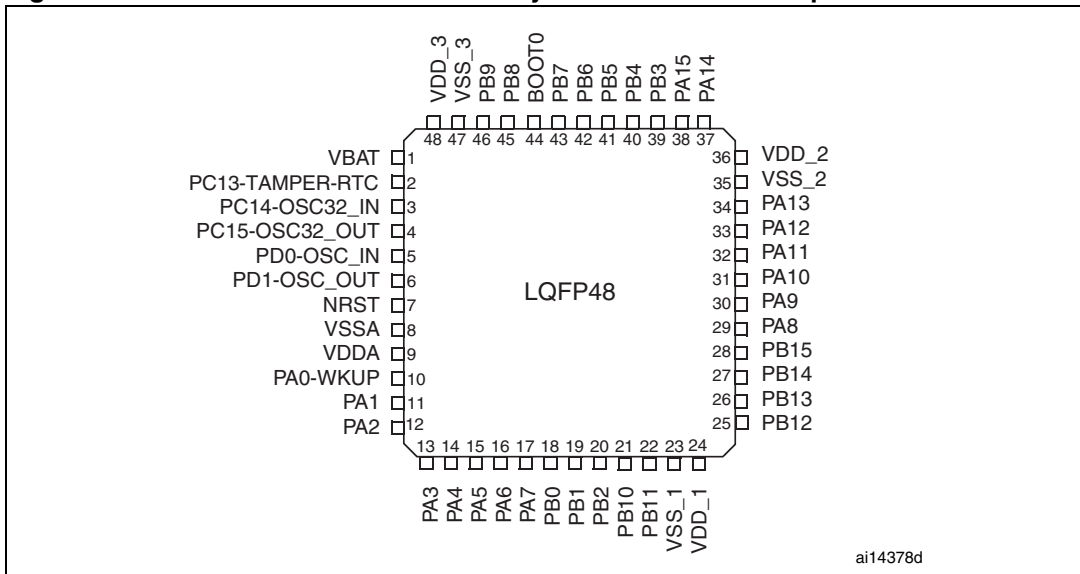 VDD_3
VSS_3
PB9
PB8
BOOT0
PB7
PB6
PB5
PB4
PB3
PA15
PA14
48 47 46 45 44 43 42 41 40 39 38 37
VBAT 1
PC13-TAMPER-RTC 2
PC14-OSC32_IN 3
PC15-OSC32_OUT 4
PD0-OSC_IN 5
PD1-OSC_OUT 6
NRST 7
VSSA 8
VDDA 9
PA0-WKUP 10
PA1 11
PA2 12
LQFP48
36 VDD_2
35 VSS_2
34 PA13
33 PA12
32 PA11
31 PA10
30 PA9
29 PA8
28 PB15
27 PB14
26 PB13
25 PB12
13 14 15 16 17 18 19 20 21 22 23 24
PA3
PA4
PA5
PA6
PA7
PB0
PB1
PB2
PB10
PB11
VSS_1
VDD_1
ai14378d